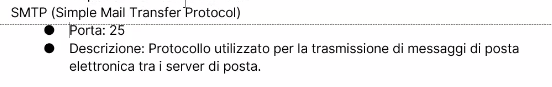 SMTP (Simple Mail Transfer Protocol)
● Porta: 25
● Descrizione: Protocollo utilizzato per la trasmissione di messaggi di posta
elettronica tra i server di posta.